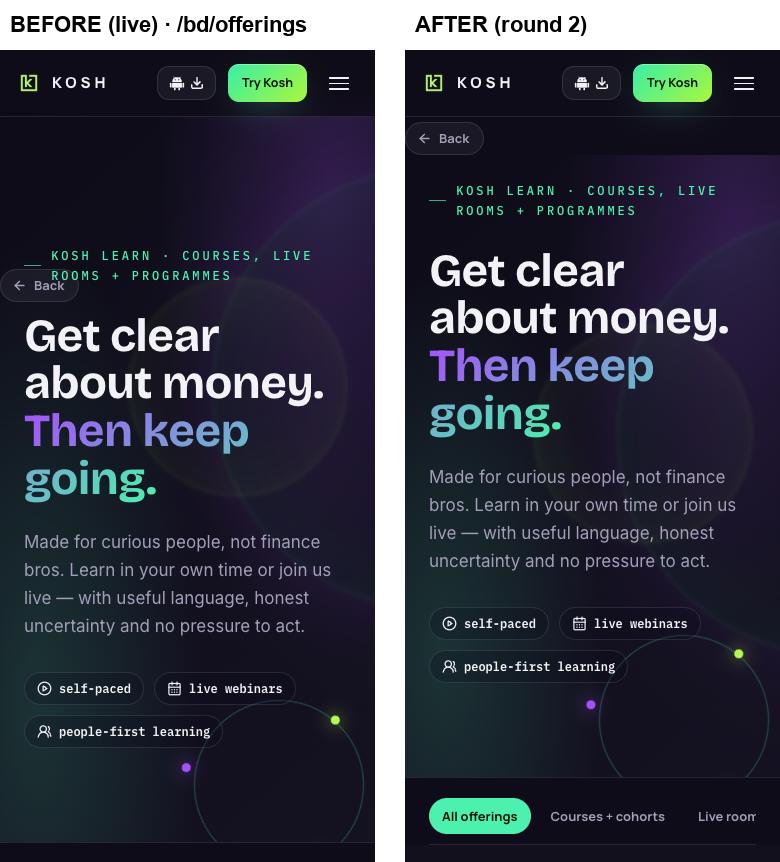 BEFORE (live) · /bd/offerings
KOSH
Try Kosh
KOSH LEARN · COURSES, LIVE
ROOMS + PROGRAMMES
Back
Get clear
about money.
Then keep
going.
Made for curious people, not finance
bros. Learn in your own time or join us
live — with useful language, honest
uncertainty and no pressure to act.
self-paced
live webinars
people-first learning
AFTER (round 2)
KOSH
Try Kosh
Back
KOSH LEARN · COURSES, LIVE
ROOMS + PROGRAMMES
Get clear
about money.
Then keep
going.
Made for curious people, not finance
bros. Learn in your own time or join us
live — with useful language, honest
uncertainty and no pressure to act.
self-paced
live webinars
people-first learning
All offerings
Courses + cohorts
Live room